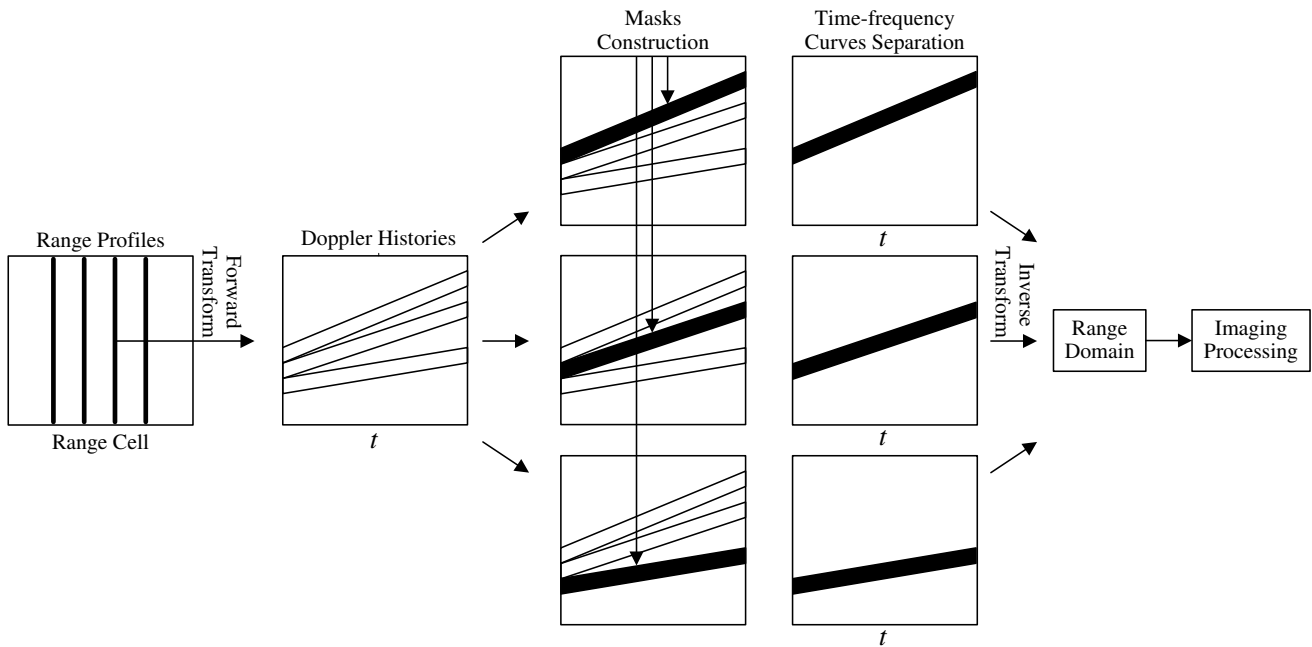 Masks
Construction
Time-frequency
Curves Separation
t
Range Profiles
Forward
Transform
Doppler Histories
Inverse
Transform
Range
Domain
Imaging
Processing
Range Cell
t
t
t